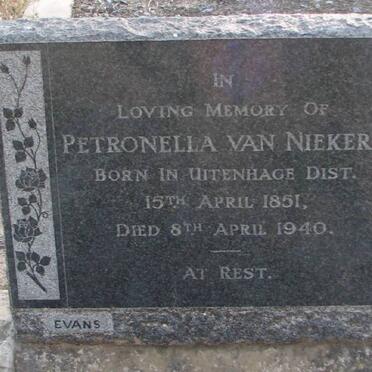 IN
LOVING MEMORY OF
PETRONELLA VAN NIEKER
BORN IN UITENHAGE DIST.
15TH APRIL 1851,
DIED 8TH APRIL 1940.
AT REST.
EVANS